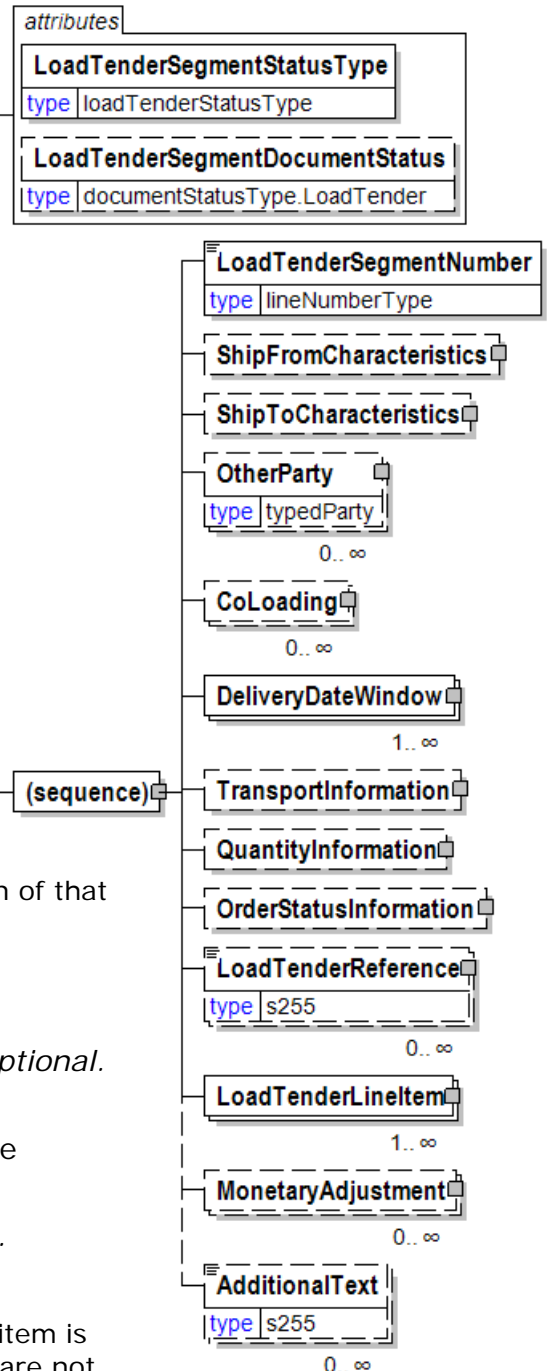 attributes
LoadTenderSegmentStatusType
type loadTenderStatusType
LoadTenderSegmentDocumentStatus
type documentStatusType.LoadTender
LoadTenderSegmentNumber
type lineNumberType
ShipFromCharacteristics
ShipToCharacteristics
OtherParty
type typedParty
0..∞
CoLoading
0..∞
DeliveryDateWindow
1..∞
(sequence)
TransportInformation
QuantityInformation
of that
OrderStatusInformation
LoadTenderReference
type s255
0..∞
LoadTenderLineItem
1..∞
MonetaryAdjustment
0..∞
AdditionalText
type s255
item is
are not
0..∞